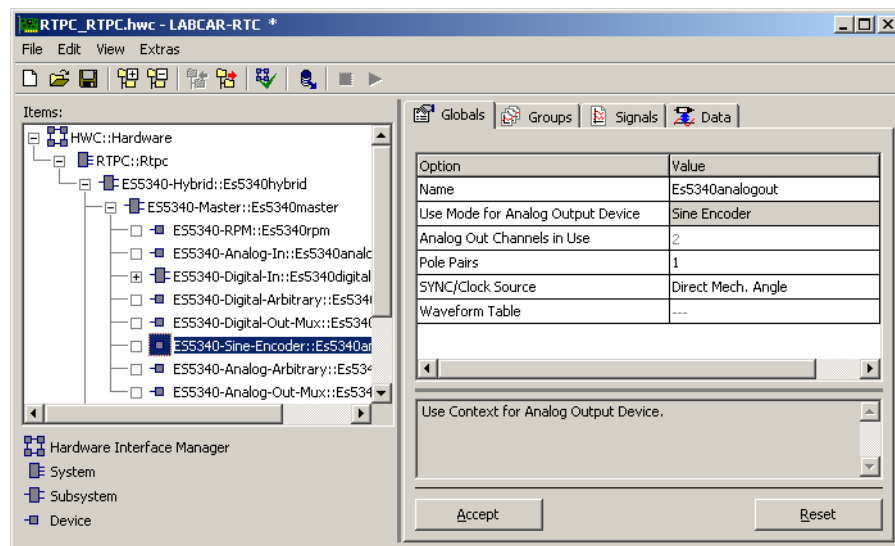 RTPC_RTPC.hwc - LABCAR-RTC *
File Edit View Extras
Items:
HWC::Hardware
RTPC::Rtpc
ES5340-Hybrid::Es5340hybrid
ES5340-Master::Es5340master
ES5340-RPM::Es5340rpm
ES5340-Analog-In::Es5340analo
ES5340-Digital-In::Es5340digital
ES5340-Digital-Arbitrary::Es534
ES5340-Digital-Out-Mux::Es534
ES5340-Sine-Encoder::Es5340a
ES5340-Analog-Arbitrary::Es534
ES5340-Analog-Out-Mux::Es534
Hardware Interface Manager
System
Subsystem
Device
Globals Groups Signals Data
Option Value
Name Es5340analogout
Use Mode for Analog Output Device Sine Encoder
Analog Out Channels in Use 2
Pole Pairs 1
SYNC/Clock Source Direct Mech. Angle
Waveform Table ---
Use Context for Analog Output Device.
Accept Reset